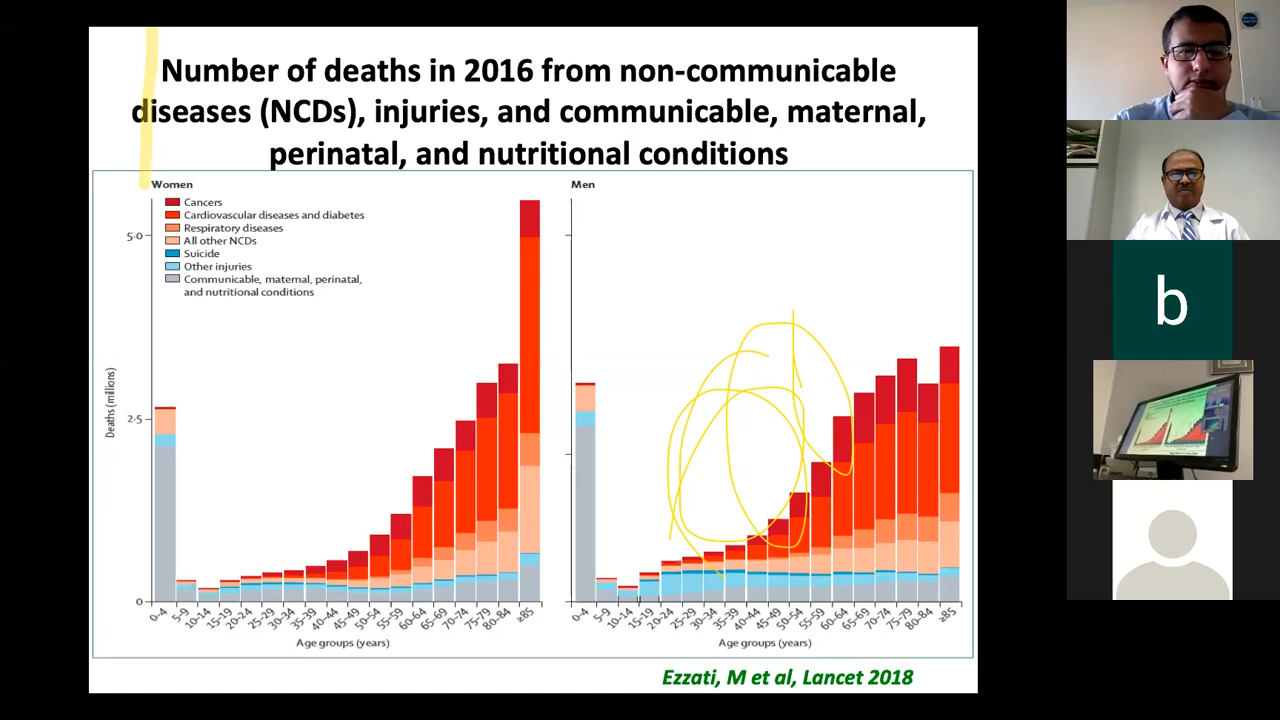 Number of deaths in 2016 from non-communicable
diseases (NCDs), injuries, and communicable, maternal,
perinatal, and nutritional conditions
Women
Cancers
Cardiovascular diseases and diabetes
Respiratory diseases
All other NCDs
Suicide
Other injuries
Communicable, maternal, perinatal,
and nutritional conditions
Deaths (millions)
5·0
2·5
0
0–4
5–9
10–14
15–19
20–24
25–29
30–34
35–39
40–44
45–49
50–54
55–59
60–64
65–69
70–74
75–79
80–84
≥85
Age groups (years)
Men
0–4
5–9
10–14
15–19
20–24
25–29
30–34
35–39
40–44
45–49
50–54
55–59
60–64
65–69
70–74
75–79
80–84
≥85
Age groups (years)
Ezzati, M et al, Lancet 2018
b